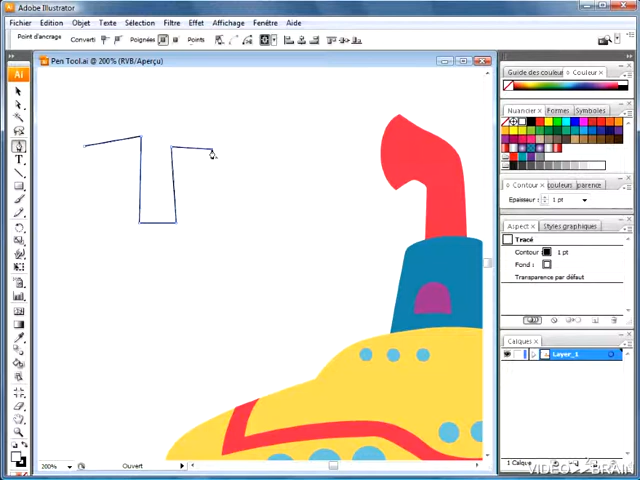 Adobe Illustrator
Fichier Edition Objet Texte Sélection Filtre Effet Affichage Fenêtre Aide
Point d'ancrage Converti Poignées Points
Pen Tool.ai @ 200% (RVB/Aperçu)
Ai
T
Guide des couleur Couleur
Nuancier Formes Symboles
Contour couleurs parence
Epaisseur : 1 pt
Aspect Styles graphiques
Tracé
Contour : 1 pt
Fond :
Transparence par défaut
Calques
Layer_1
200% Ouvert
1 Calque
VIDEO2BRAIN